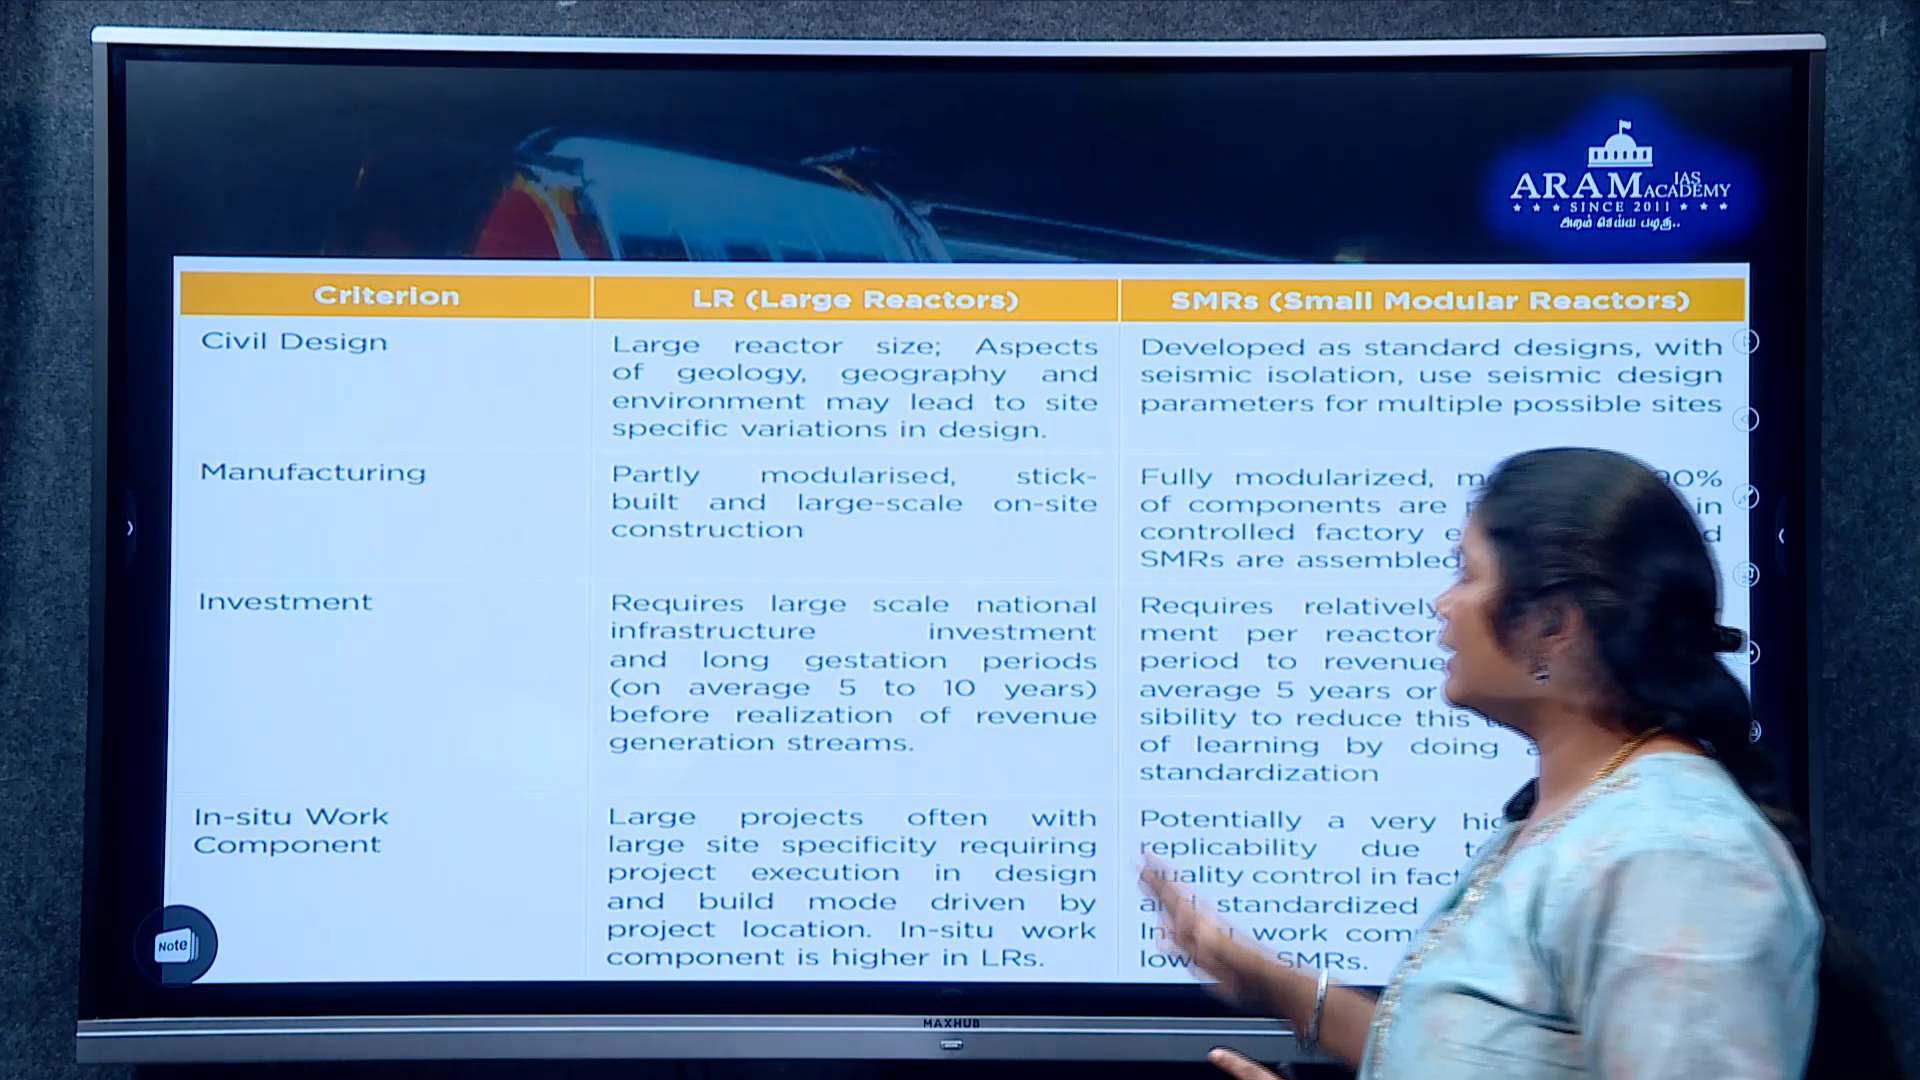 ARAM IAS ACADEMY
SINCE 2011
அறம் செய்ய பழகு..
Criterion
LR (Large Reactors)
SMRs (Small Modular Reactors)
Civil Design
Large reactor size; Aspects
of geology, geography and
environment may lead to site
specific variations in design.
Developed as standard designs, with
seismic isolation, use seismic design
parameters for multiple possible sites
Manufacturing
Partly modularised, stick-
built and large-scale on-site
construction
Fully modularized, 90%
of components are in
controlled factory
SMRs are assembled
Investment
Requires large scale national
infrastructure investment
and long gestation periods
(on average 5 to 10 years)
before realization of revenue
generation streams.
Requires relatively
ment per reactor
period to revenue
average 5 years or
sibility to reduce this
of learning by doing
standardization
In-situ Work
Component
Large projects often with
large site specificity requiring
project execution in design
and build mode driven by
project location. In-situ work
component is higher in LRs.
Potentially a very
replicability due
quality control in
standardized
work
SMRs.
Note
MAXHUB